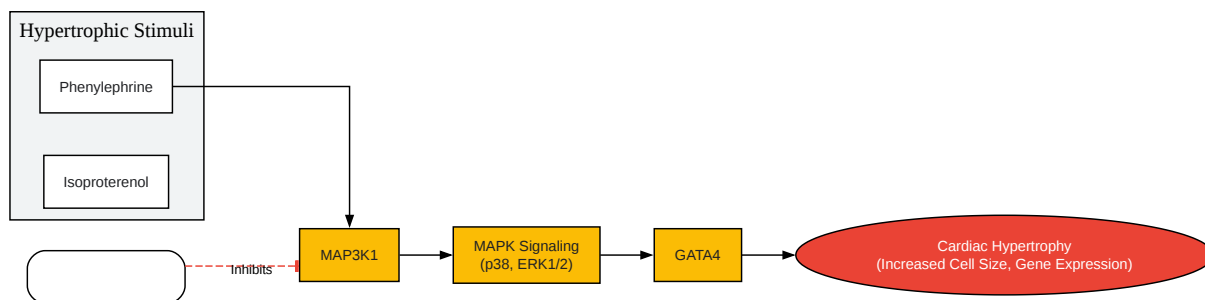 Hypertrophic Stimuli
Phenylephrine
Isoproterenol
Inhibits
MAP3K1
MAPK Signaling
(p38, ERK1/2)
GATA4
Cardiac Hypertrophy
(Increased Cell Size, Gene Expression)